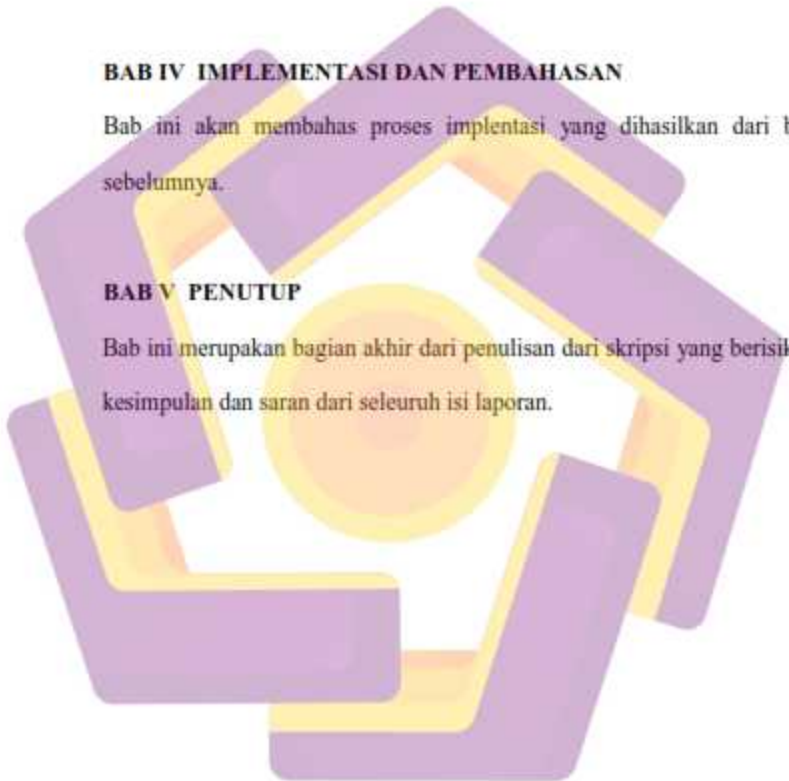 BAB IV IMPLEMENTASI DAN PEMBAHASAN
Bab ini akan membahas proses implentasi yang dihasilkan dari
sebelumnya.
BAB V PENUTUP
Bab ini merupakan bagian akhir dari penulisan dari skripsi yang
kesimpulan dan saran dari seleuruh isi laporan.